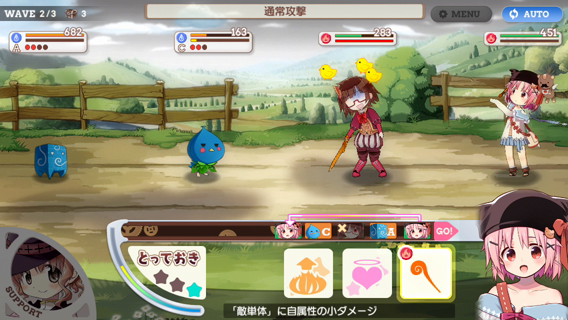 WAVE 2/3
3
通常攻撃
MENU
AUTO
682
A
163
C
283
451
C
A
GO!
とっておき
SUPPORT
「敵単体」に自属性の小ダメージ